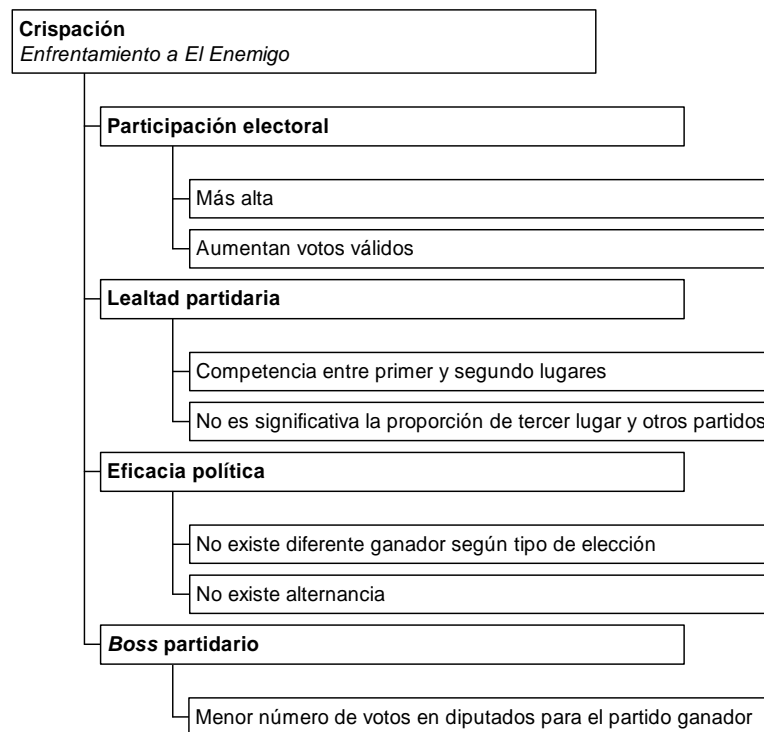 Crispación
Enfrentamiento a El Enemigo
Participación electoral
Más alta
Aumentan votos válidos
Lealtad partidaria
Competencia entre primer y segundo lugares
No es significativa la proporción de tercer lugar y otros partidos
Eficacia política
No existe diferente ganador según tipo de elección
No existe alternancia
Boss partidario
Menor número de votos en diputados para el partido ganador